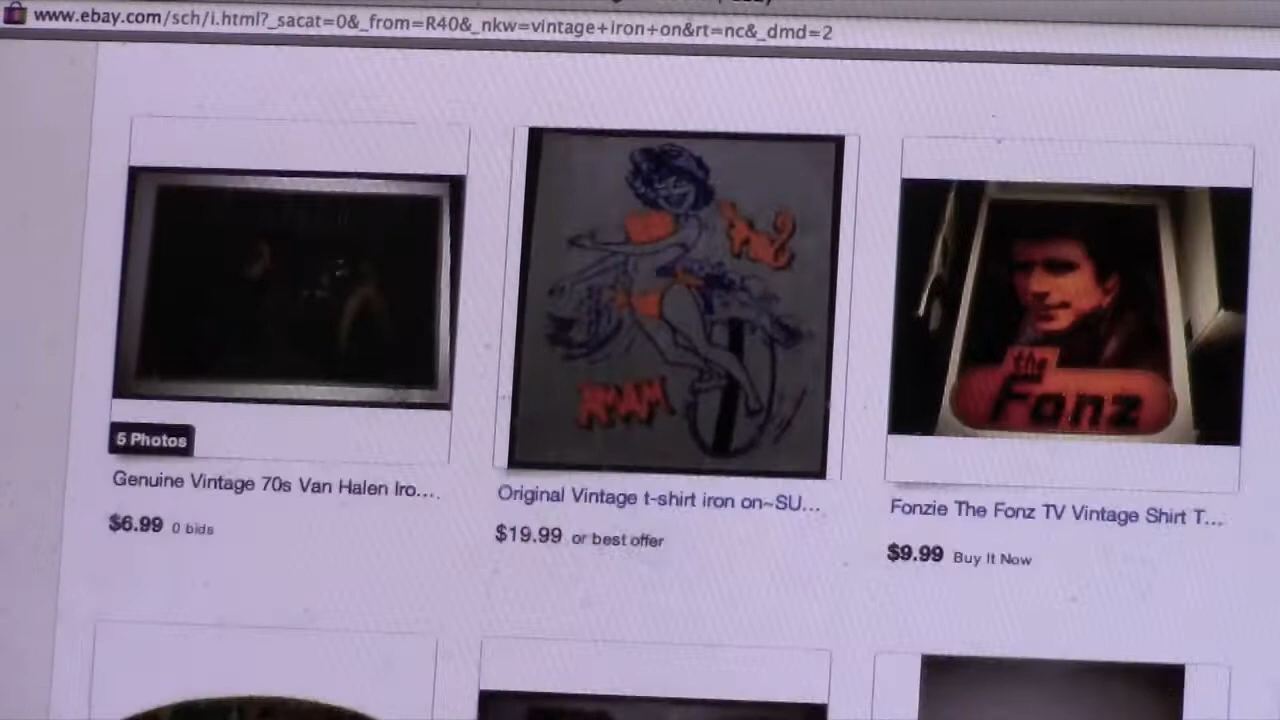 www.ebay.com/sch/i.html?_sacat=0&_from=R40&_nkw=vintage+iron+on&rt=nc&_dmd=2
the
Fonz
5 Photos
Genuine Vintage 70s Van Halen Iro...
$6.99 0 bids
Original Vintage t-shirt iron on~SU...
$19.99 or best offer
Fonzie The Fonz TV Vintage Shirt T...
$9.99 Buy It Now